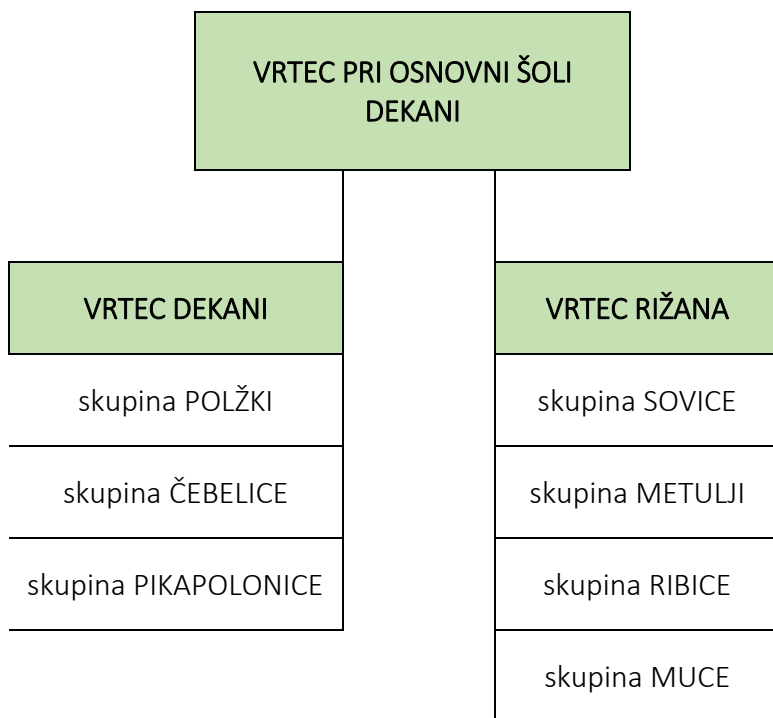 VRTEC PRI OSNOVNI ŠOLI
DEKANI
VRTEC DEKANI
skupina POLŽKI
skupina ČEBELICE
skupina PIKAPOLONICE
VRTEC RIŽANA
skupina SOVICE
skupina METULJI
skupina RIBICE
skupina MUCE